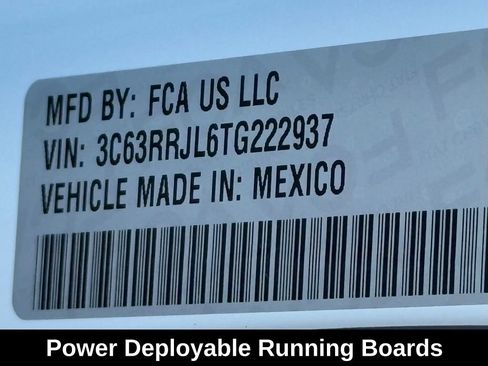 MFD BY: FCA US LLC
VIN: 3C63RRJL6TG222937
VEHICLE MADE IN: MEXICO
Power Deployable Running Boards